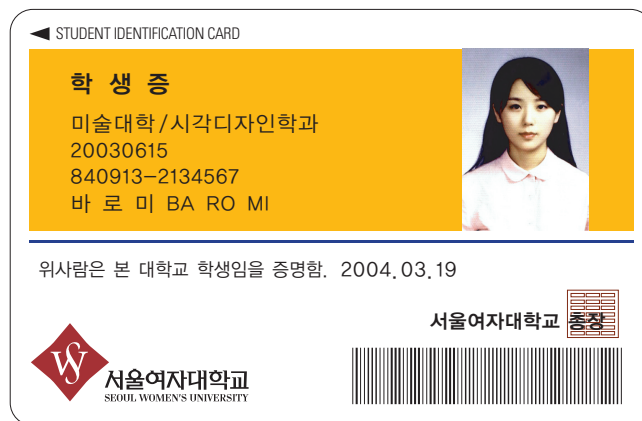 STUDENT IDENTIFICATION CARD
학 생 증
미술대학/시각디자인학과
20030615
840913-2134567
바 로 미 BA RO MI
위사람은 본 대학교 학생임을 증명함. 2004.03.19
서울여자대학교 총장
서울여자대학교
SEOUL WOMEN'S UNIVERSITY